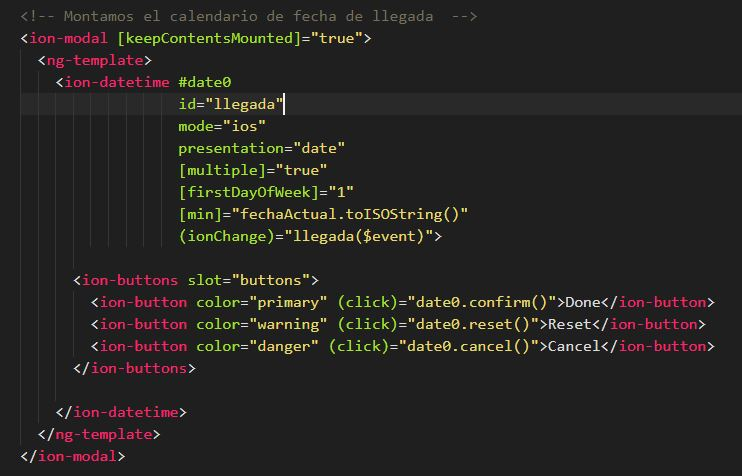 <!-- Montamos el calendario de fecha de llegada  -->
<ion-modal [keepContentsMounted]="true">
<ng-template>
<ion-datetime #date0
id="llegada"
mode="ios"
presentation="date"
[multiple]="true"
[firstDayOfWeek]="1"
[min]="fechaActual.toISOString()"
(ionChange)="llegada($event)">
<ion-buttons slot="buttons">
<ion-button color="primary" (click)="date0.confirm()">Done</ion-button>
<ion-button color="warning" (click)="date0.reset()">Reset</ion-button>
<ion-button color="danger" (click)="date0.cancel()">Cancel</ion-button>
</ion-buttons>
</ion-datetime>
</ng-template>
</ion-modal>